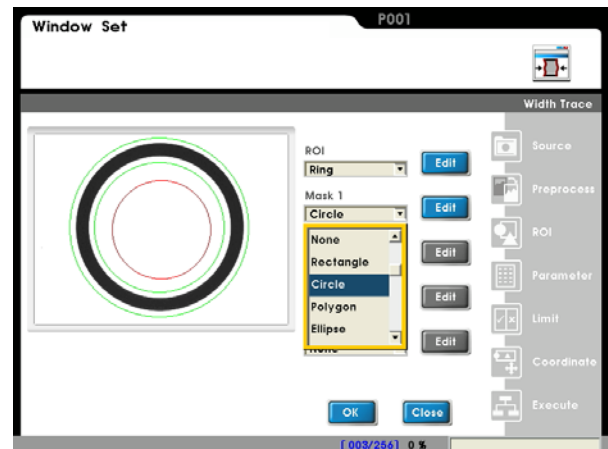 Window Set
P001
Width Trace
ROI
Ring
Edit
Mask 1
Circle
Edit
None
Rectangle
Circle
Polygon
Ellipse
Edit
Edit
Edit
None
OK
Close
Source
Preprocess
ROI
Parameter
Limit
Coordinate
Execute
[003/256] 0 %